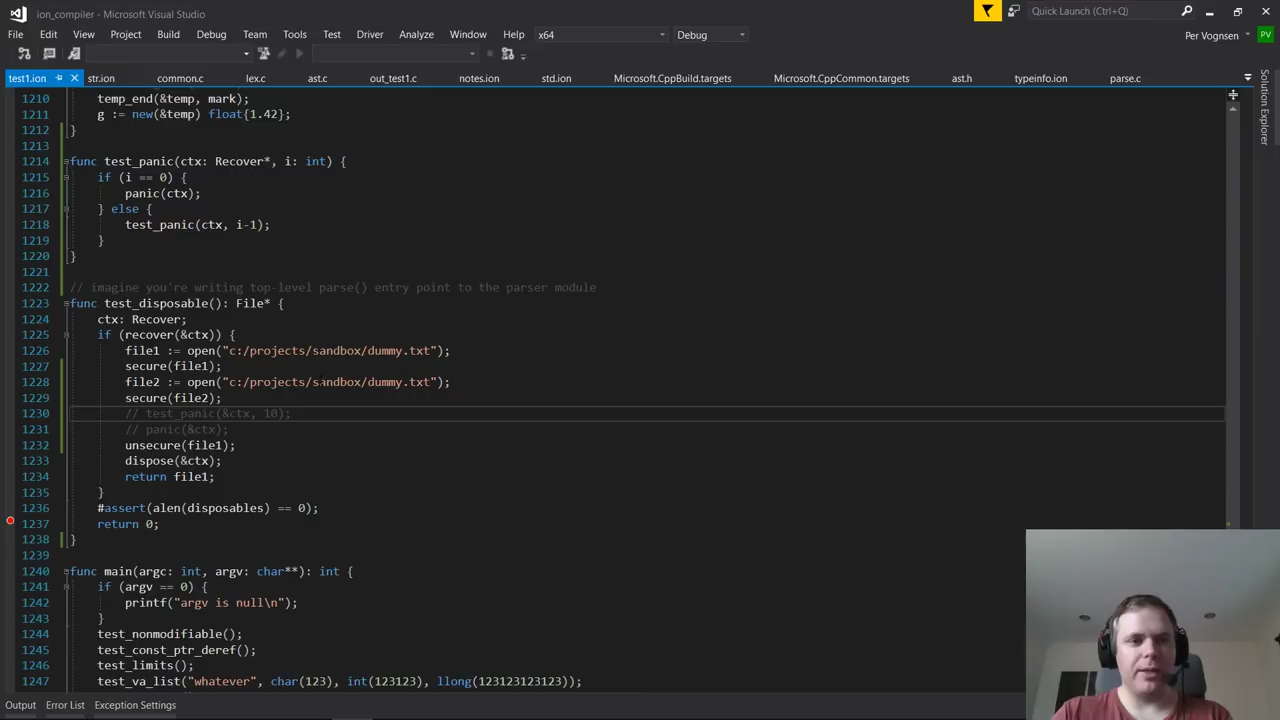 ion_compiler - Microsoft Visual Studio
Quick Launch (Ctrl+Q)
File Edit View Project Build Debug Team Tools Test Driver Analyze Window Help x64 Debug Per Vognsen PV
test1.ion str.ion common.c lex.c ast.c out_test1.c notes.ion std.ion Microsoft.CppBuild.targets Microsoft.CppCommon.targets ast.h typeinfo.ion parse.c
Solution Explorer
1210 temp_end(&temp, mark);
1211 g := new(&temp) float{1.42};
1212 }
1213
1214 func test_panic(ctx: Recover*, i: int) {
1215 if (i == 0) {
1216 panic(ctx);
1217 } else {
1218 test_panic(ctx, i-1);
1219 }
1220 }
1221
1222 // imagine you're writing top-level parse() entry point to the parser module
1223 func test_disposable(): File* {
1224 ctx: Recover;
1225 if (recover(&ctx)) {
1226 file1 := open("c:/projects/sandbox/dummy.txt");
1227 secure(file1);
1228 file2 := open("c:/projects/sandbox/dummy.txt");
1229 secure(file2);
1230 // test_panic(&ctx, 10);
1231 // panic(&ctx);
1232 unsecure(file1);
1233 dispose(&ctx);
1234 return file1;
1235 }
1236 #assert(alen(disposables) == 0);
1237 return 0;
1238 }
1239
1240 func main(argc: int, argv: char**): int {
1241 if (argv == 0) {
1242 printf("argv is null\n");
1243 }
1244 test_nonmodifiable();
1245 test_const_ptr_deref();
1246 test_limits();
1247 test_va_list("whatever", char(123), int(123123), llong(123123123123));
Output Error List Exception Settings